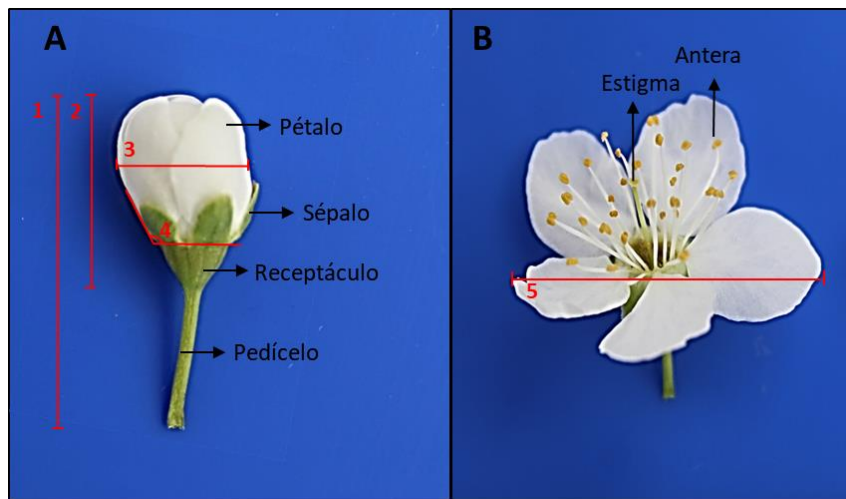 A
1
2
3
Pétalo
4
Sépalo
Receptáculo
Pedícelo
B
Antera
Estigma
5